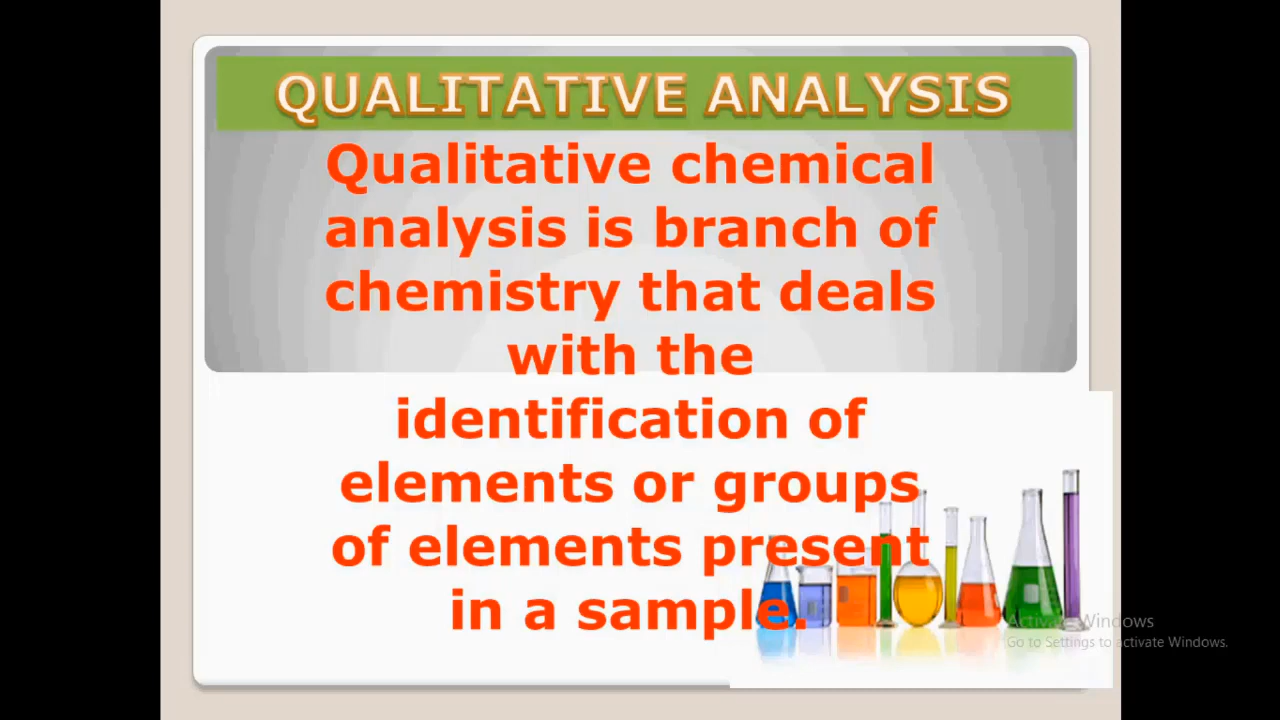 QUALITATIVE ANALYSIS
Qualitative chemical
analysis is branch of
chemistry that deals
with the
identification of
elements or groups
of elements present
in a sample.
Activate Windows
Go to Settings to activate Windows.